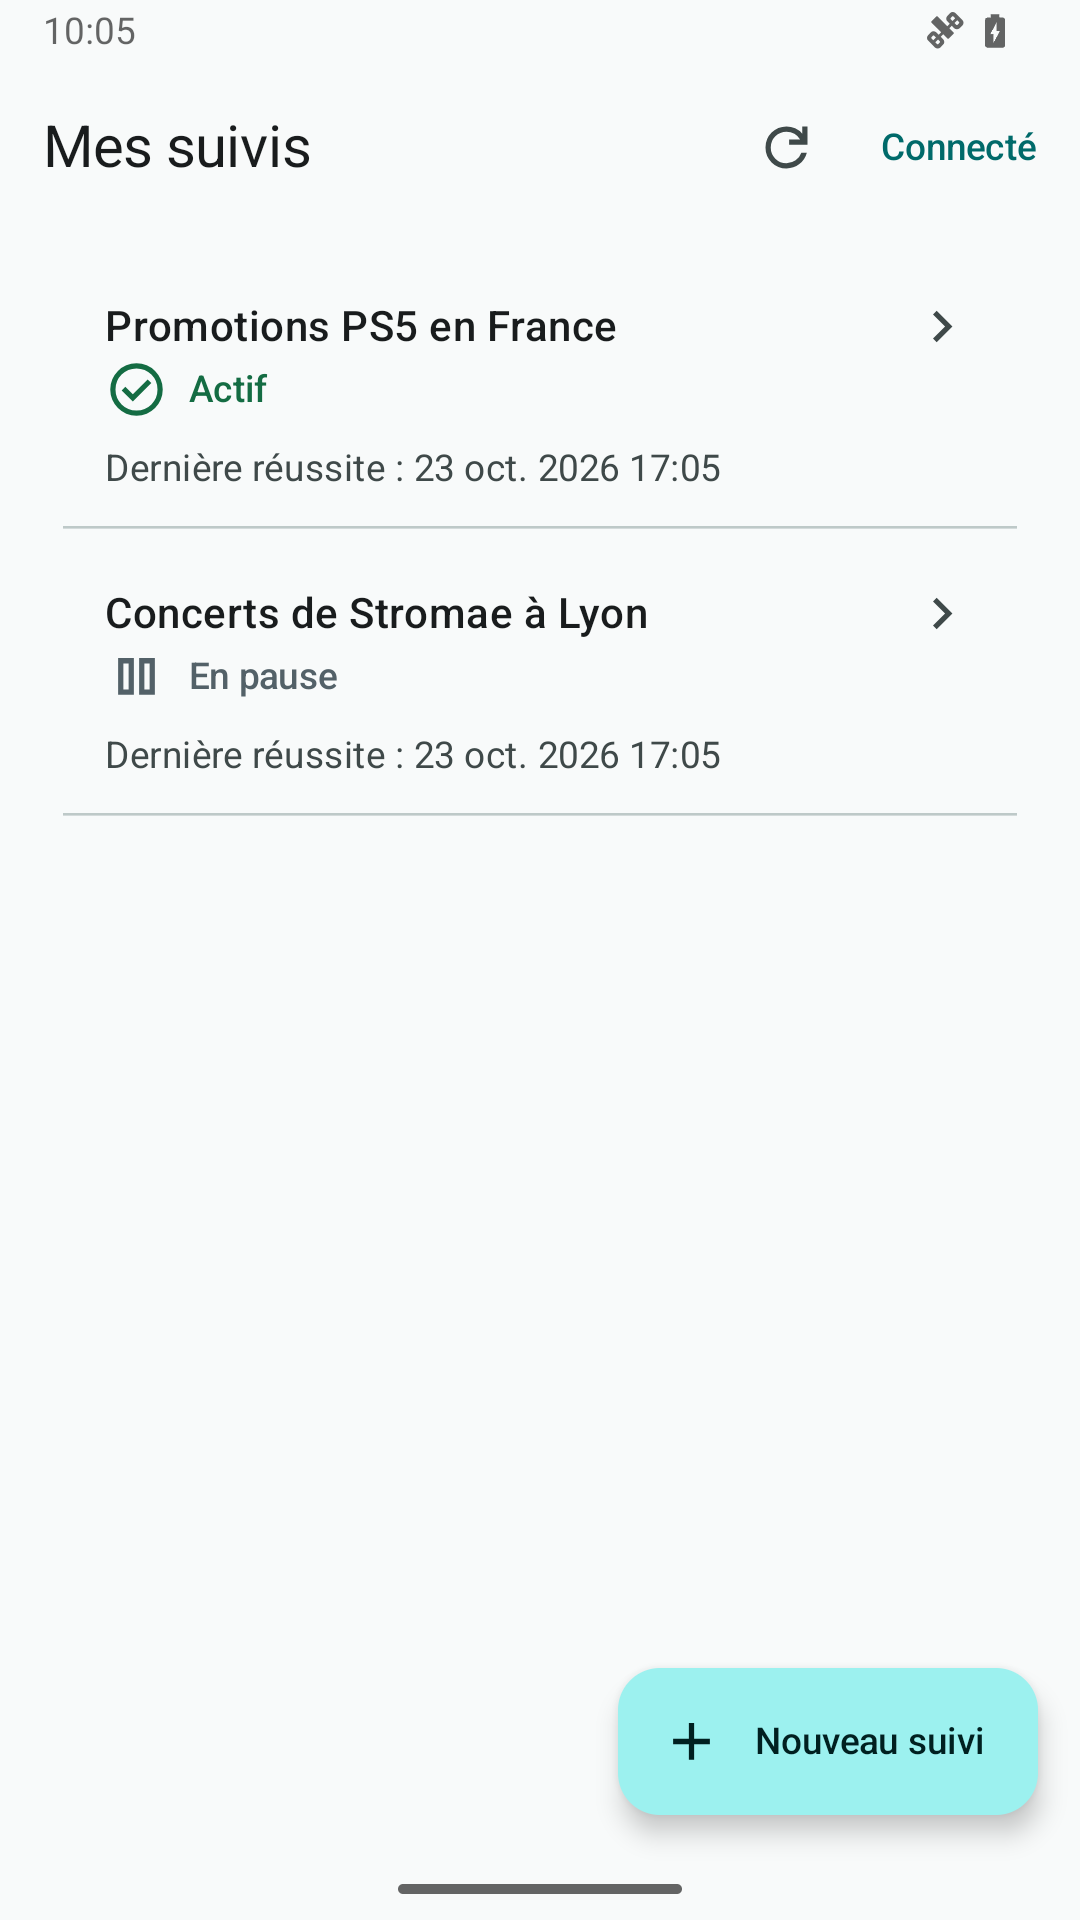 10:05
Mes suivis
Connecté
Promotions PS5 en France
Actif
Dernière réussite : 23 oct. 2026 17:05
Concerts de Stromae à Lyon
En pause
Dernière réussite : 23 oct. 2026 17:05
Nouveau suivi